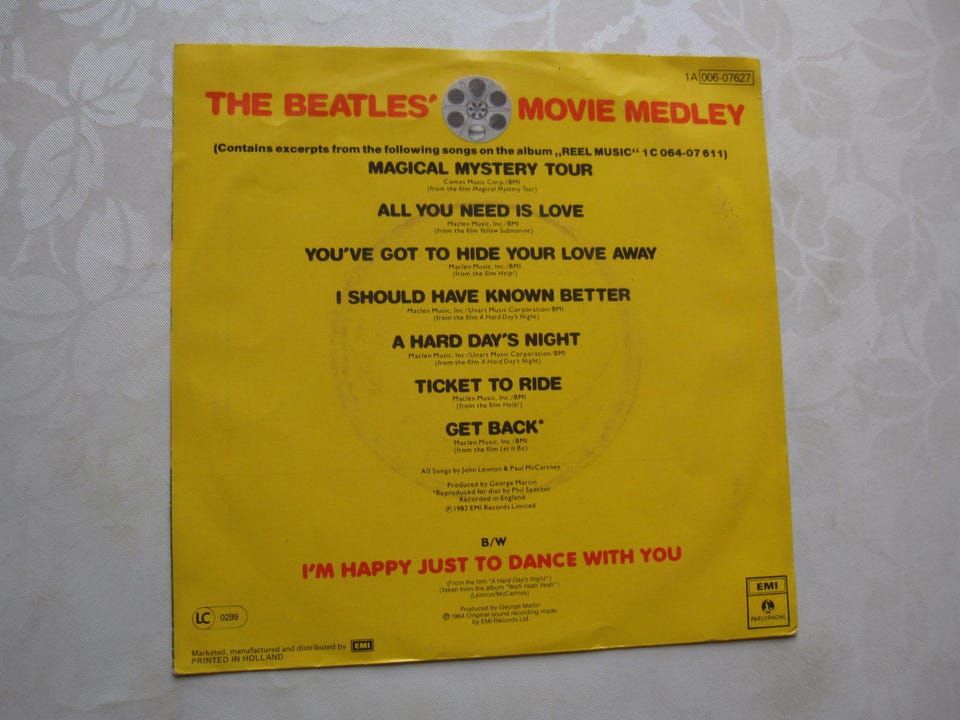 1A 006-07627
THE BEATLES' MOVIE MEDLEY
(Contains excerpts from the following songs on the album „REEL MUSIC“ 1 C 064-07 611)
MAGICAL MYSTERY TOUR
Comet Music Corp./BMI
(from the film Magical Mystery Tour)
ALL YOU NEED IS LOVE
Maclen Music, Inc./BMI
(from the film Yellow Submarine)
YOU'VE GOT TO HIDE YOUR LOVE AWAY
Maclen Music, Inc./BMI
(from the film Help!)
I SHOULD HAVE KNOWN BETTER
Maclen Music, Inc./Unart Music Corporation/BMI
(from the film A Hard Day's Night)
A HARD DAY'S NIGHT
Maclen Music, Inc./Unart Music Corporation/BMI
(from the film A Hard Day's Night)
TICKET TO RIDE
Maclen Music, Inc./BMI
(from the film Help!)
GET BACK*
Maclen Music, Inc./BMI
(from the film Let It Be)
All Songs by John Lennon & Paul McCartney
Produced by George Martin
*Reproduced for disc by Phil Spector
Recorded in England
℗ 1982 EMI Records Limited
B/W
I'M HAPPY JUST TO DANCE WITH YOU
(From the film "A Hard Day's Night")
(Taken from the album "Yeah Yeah Yeah")
(Lennon/McCartney)
Produced by George Martin
℗ 1964 Original sound recording made
by EMI Records Ltd.
EMI
PARLOPHONE
LC 0299
Marketed, manufactured and distributed by EMI
PRINTED IN HOLLAND